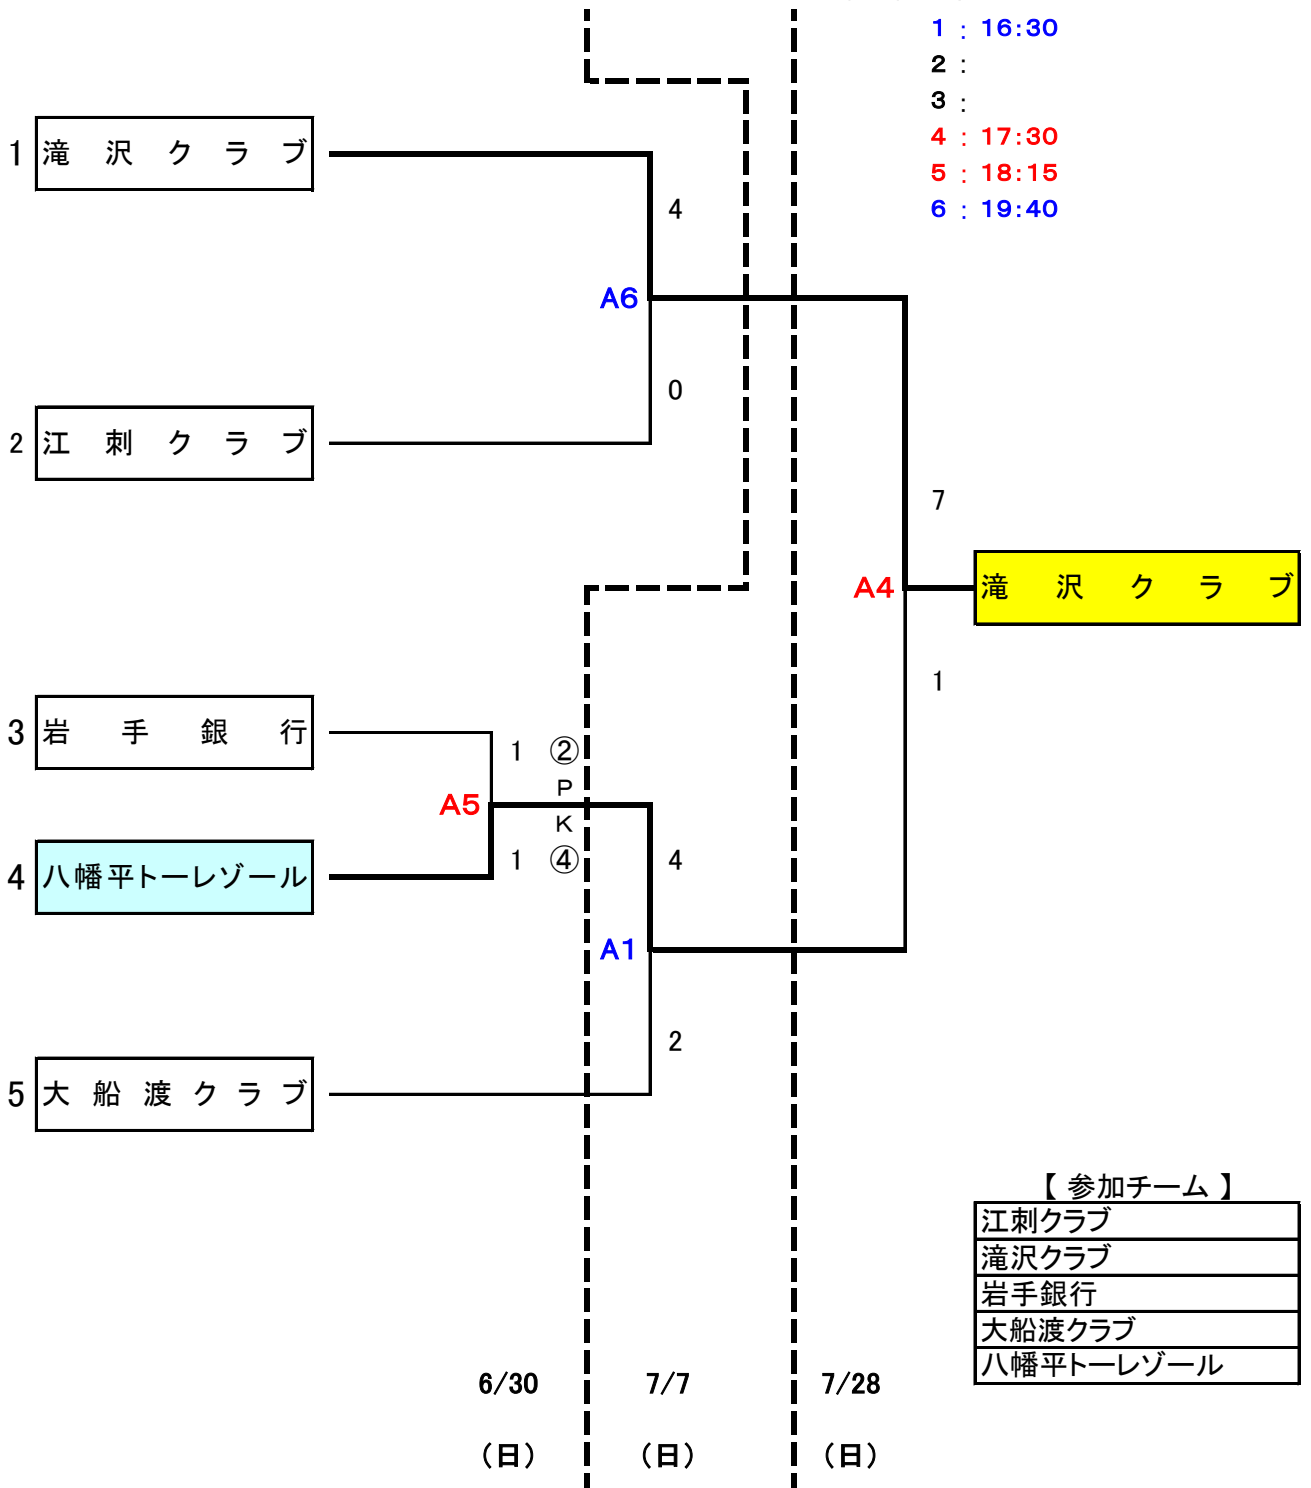 1 : 16:30
2 :
3 :
4 : 17:30
5 : 18:15
6 : 19:40
1 滝沢クラブ
4
A6
0
2 江刺クラブ
7
A4 滝沢クラブ
1
3 岩手銀行
1 ②
P
A5
K
4 八幡平トーレゾール
1 ④
4
A1
2
5 大船渡クラブ
【 参加チーム 】
江刺クラブ
滝沢クラブ
岩手銀行
大船渡クラブ
八幡平トーレゾール
6/30 7/7 7/28
(日) (日) (日)